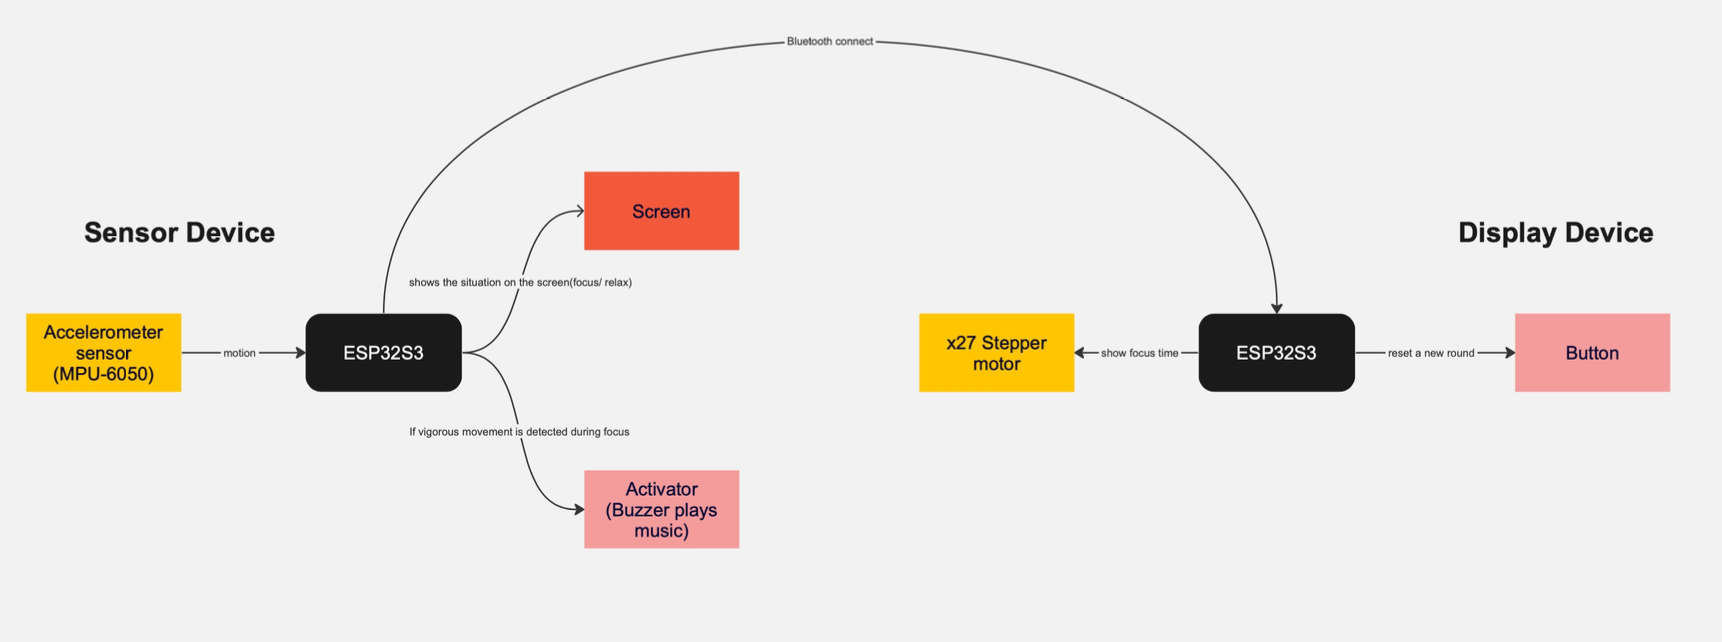 Bluetooth connect
Screen
Sensor Device
Display Device
shows the situation on the screen(focus/ relax)
Accelerometer
sensor
(MPU-6050)
motion
ESP32S3
x27 Stepper
motor
show focus time
ESP32S3
reset a new round
Button
If vigorous movement is detected during focus
Activator
(Buzzer plays
music)